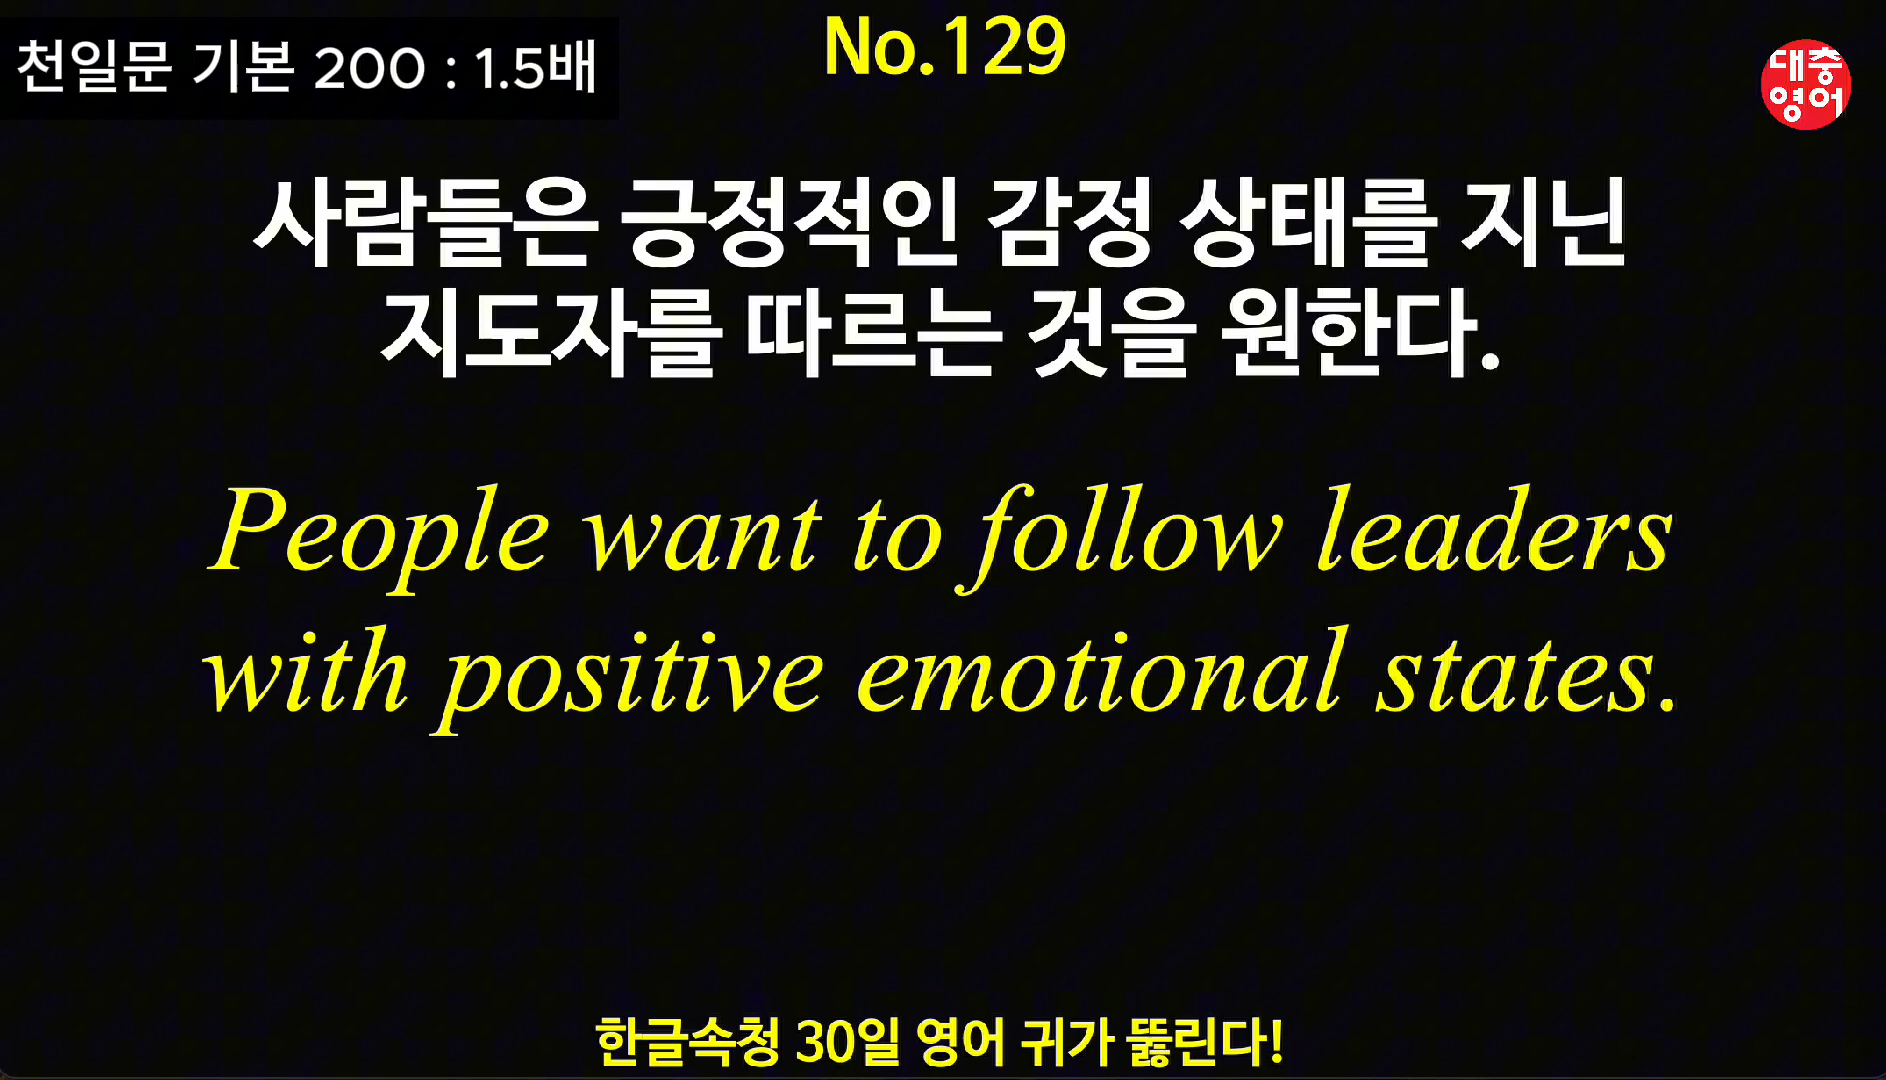 No.129
천일문 기본 200 : 1.5배
대중
영어
사람들은 긍정적인 감정 상태를 지닌
지도자를 따르는 것을 원한다.
People want to follow leaders
with positive emotional states.
한글속청 30일 영어 귀가 뚫린다!